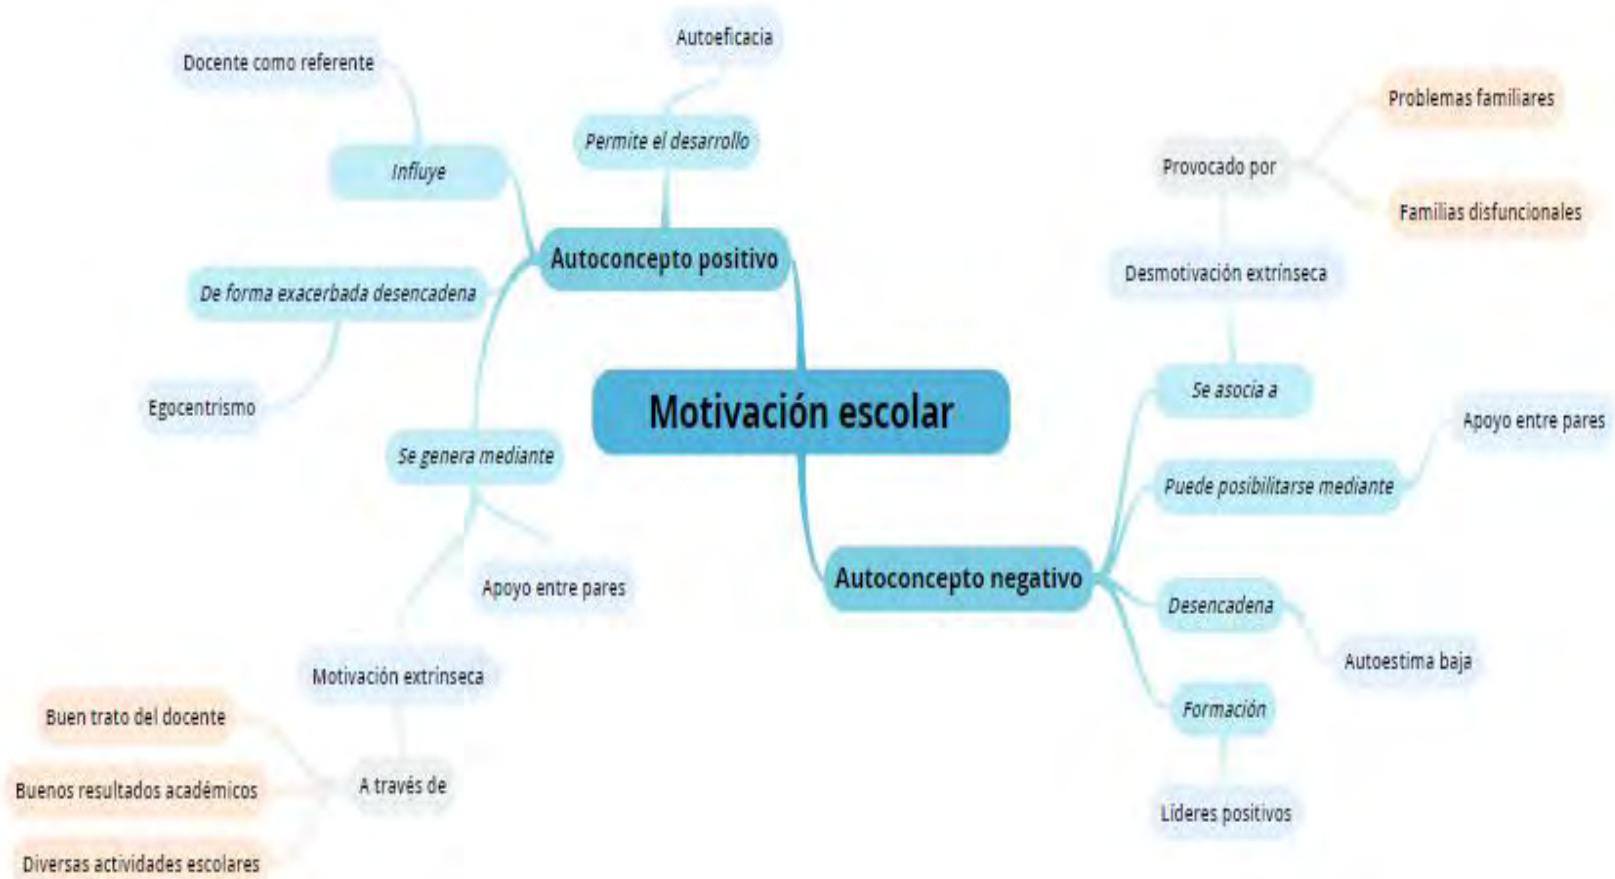 Motivación escolar
Autoconcepto positivo
Permite el desarrollo
Autoeficacia
Influye
Docente como referente
De forma exacerbada desencadena
Egocentrismo
Se genera mediante
Apoyo entre pares
Motivación extrínseca
A través de
Buen trato del docente
Buenos resultados académicos
Diversas actividades escolares
Autoconcepto negativo
Se asocia a
Desmotivación extrínseca
Provocado por
Problemas familiares
Familias disfuncionales
Puede posibilitarse mediante
Apoyo entre pares
Desencadena
Autoestima baja
Formación
Líderes positivos